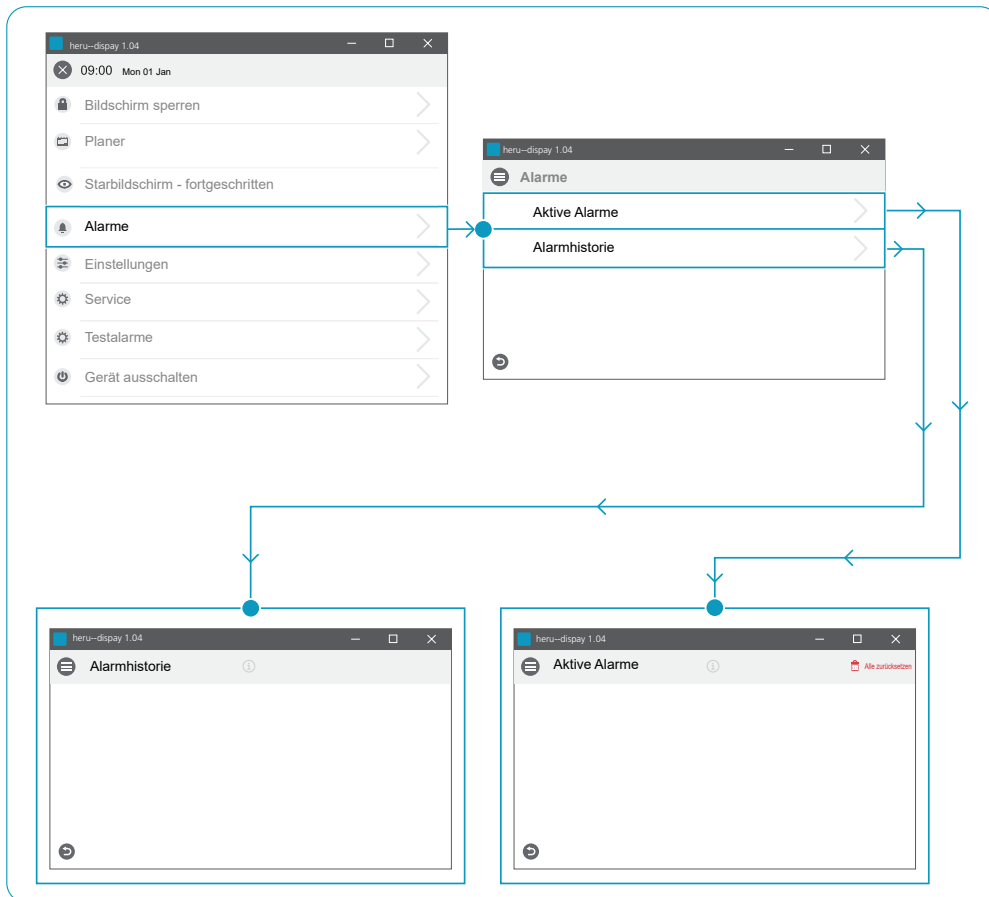 heru--dispay 1.04
09:00 Mon 01 Jan
Bildschirm sperren
Planer
Starbildschirm - fortgeschritten
Alarme
Einstellungen
Service
Testalarme
Gerät ausschalten
heru--dispay 1.04
Alarme
Aktive Alarme
Alarmhistorie
heru--dispay 1.04
Alarmhistorie
heru--dispay 1.04
Aktive Alarme
Alle zurücksetzen